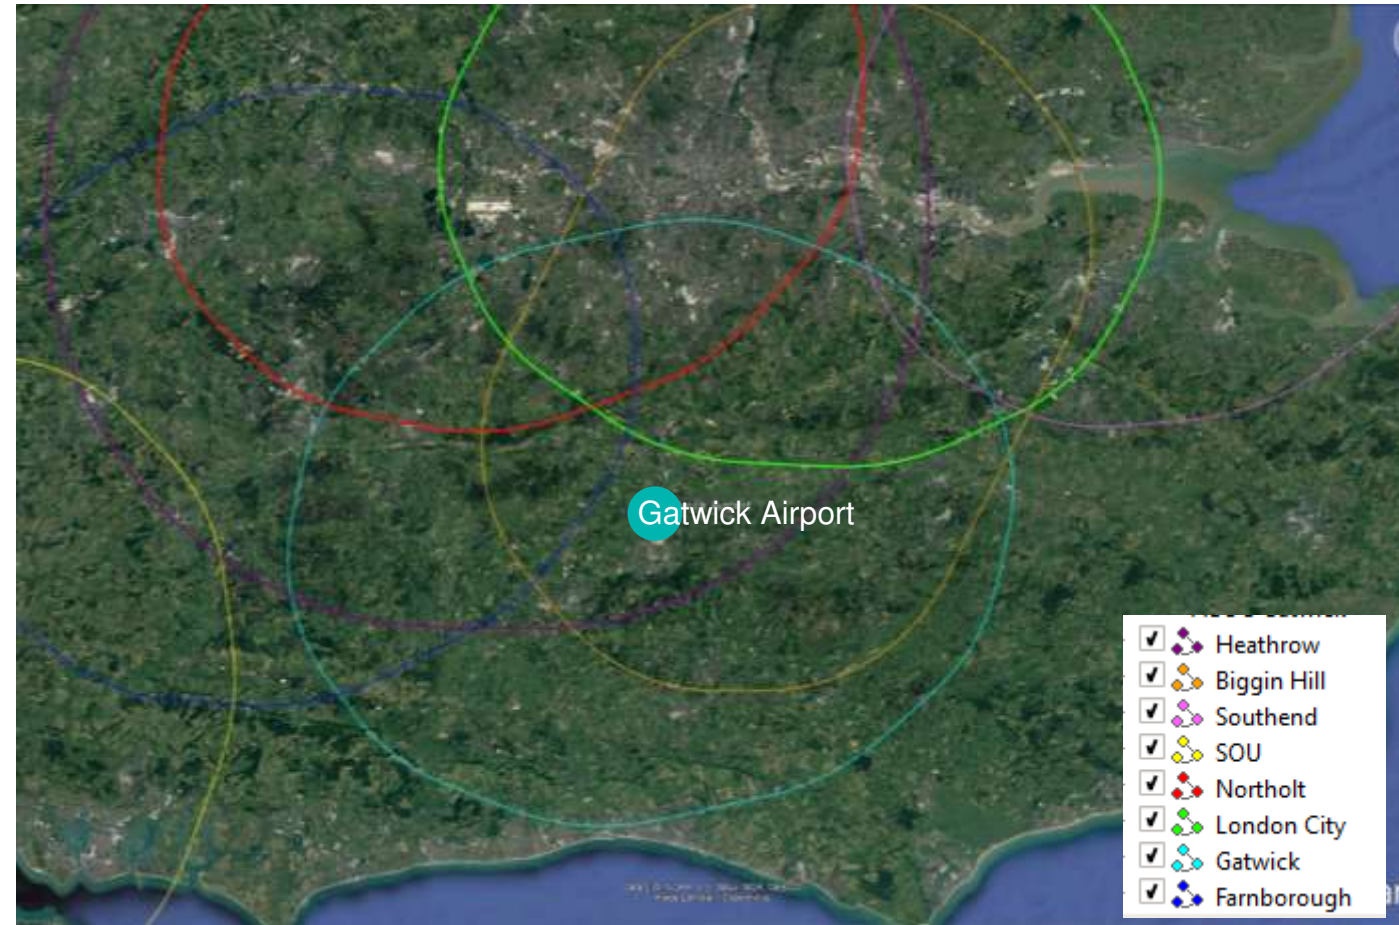 Gatwick Airport
Heathrow
Biggin Hill
Southend
SOU
Northolt
London City
Gatwick
Farnborough